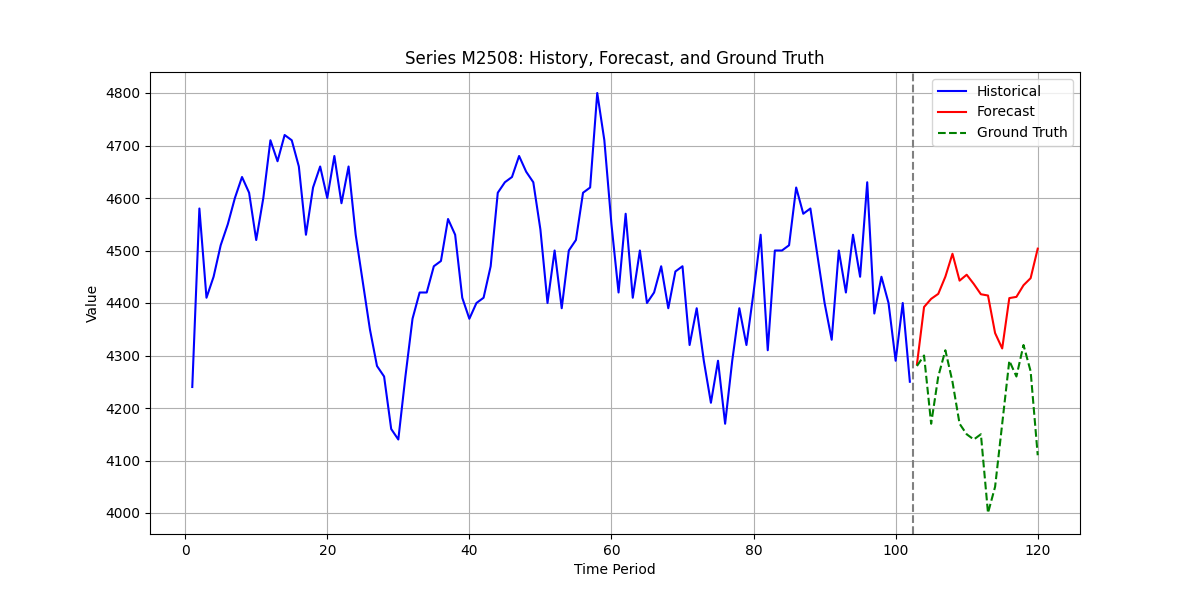 Series M2508: History, Forecast, and Ground Truth
Historical
Forecast
Ground Truth
4800
4700
4600
4500
4400
4300
4200
4100
4000
Value
0 20 40 60 80 100 120
Time Period